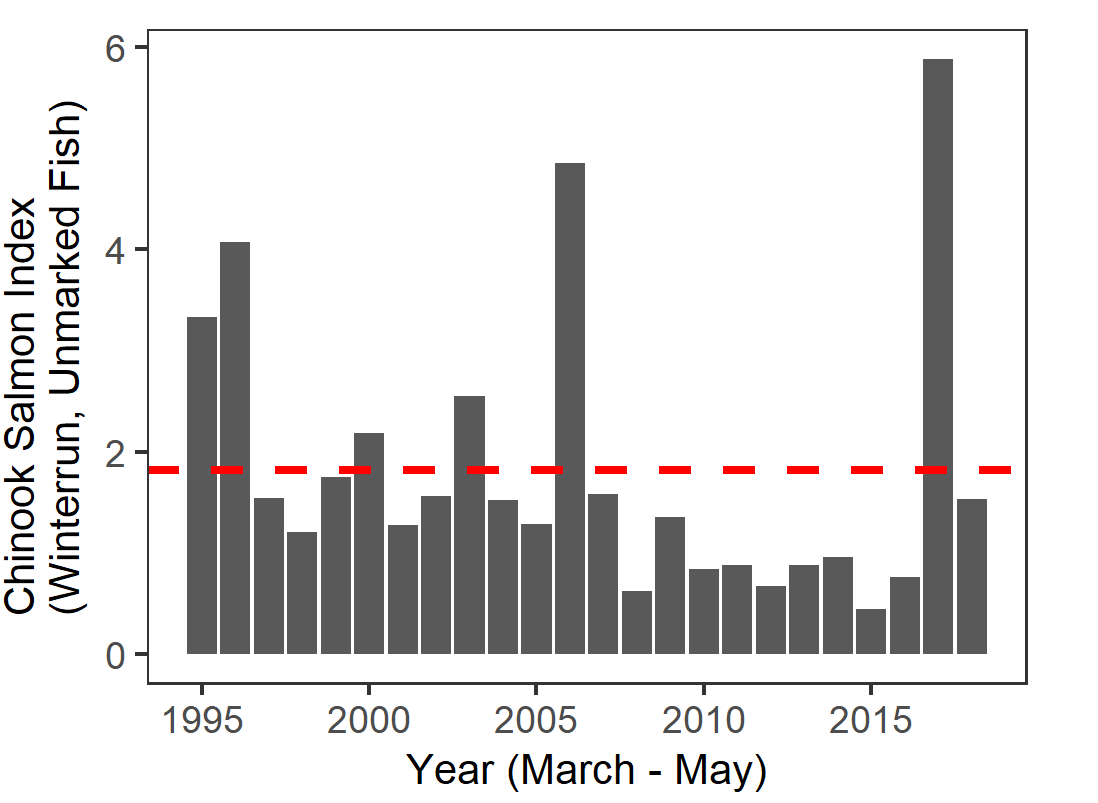 Chinook Salmon Index
(Winterrun, Unmarked Fish)
6
4
2
0
1995 2000 2005 2010 2015
Year (March - May)